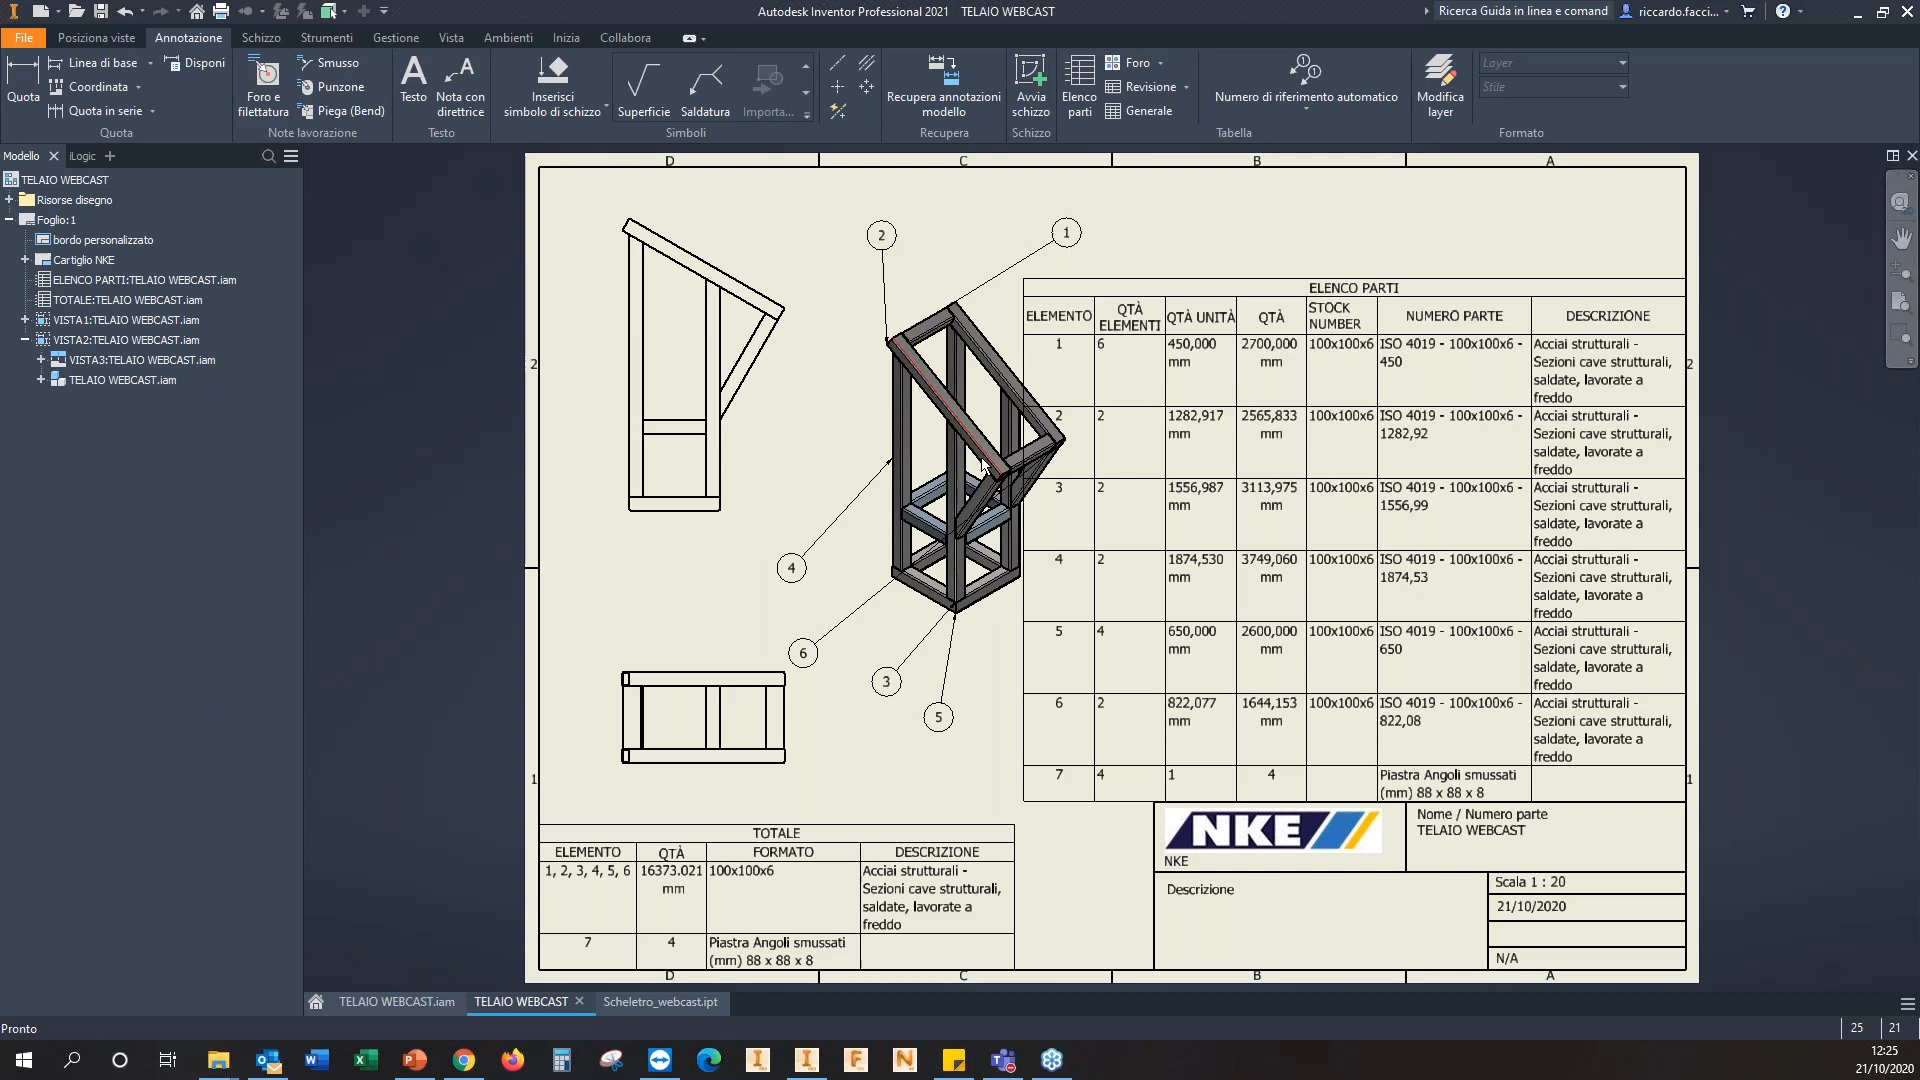 Autodesk Inventor Professional 2021 TELAIO WEBCAST
Ricerca Guida in linea e comand
riccardo.facci...
File
Posiziona viste
Annotazione
Schizzo
Strumenti
Gestione
Vista
Ambienti
Inizia
Collabora
Quota
Linea di base
Coordinata
Quota in serie
Disponi
Quota
Foro e
filettatura
Smusso
Punzone
Piega (Bend)
Note lavorazione
Testo
Nota con
direttrice
Testo
Inserisci
simbolo di schizzo
Superficie
Saldatura
Importa...
Simboli
Recupera annotazioni
modello
Recupera
Avvia
schizzo
Schizzo
Elenco
parti
Foro
Revisione
Generale
Numero di riferimento automatico
Tabella
Modifica
layer
Layer
Stile
Formato
Modello
iLogic
TELAIO WEBCAST
Risorse disegno
Foglio:1
bordo personalizzato
Cartiglio NKE
ELENCO PARTI:TELAIO WEBCAST.iam
TOTALE:TELAIO WEBCAST.iam
VISTA1:TELAIO WEBCAST.iam
VISTA2:TELAIO WEBCAST.iam
VISTA3:TELAIO WEBCAST.iam
TELAIO WEBCAST.iam
D C B A
2
1
2
1
2
1
4
6
3
5
ELENCO PARTI
ELEMENTO QTÀ ELEMENTI QTÀ UNITÀ QTÀ STOCK NUMBER NUMERO PARTE DESCRIZIONE
1 6 450,000 mm 2700,000 mm 100x100x6 ISO 4019 - 100x100x6 - 450 Acciai strutturali - Sezioni cave strutturali, saldate, lavorate a freddo
2 2 1282,917 mm 2565,833 mm 100x100x6 ISO 4019 - 100x100x6 - 1282,92 Acciai strutturali - Sezioni cave strutturali, saldate, lavorate a freddo
3 2 1556,987 mm 3113,975 mm 100x100x6 ISO 4019 - 100x100x6 - 1556,99 Acciai strutturali - Sezioni cave strutturali, saldate, lavorate a freddo
4 2 1874,530 mm 3749,060 mm 100x100x6 ISO 4019 - 100x100x6 - 1874,53 Acciai strutturali - Sezioni cave strutturali, saldate, lavorate a freddo
5 4 650,000 mm 2600,000 mm 100x100x6 ISO 4019 - 100x100x6 - 650 Acciai strutturali - Sezioni cave strutturali, saldate, lavorate a freddo
6 2 822,077 mm 1644,153 mm 100x100x6 ISO 4019 - 100x100x6 - 822,08 Acciai strutturali - Sezioni cave strutturali, saldate, lavorate a freddo
7 4 1 4 Piastra Angoli smussati (mm) 88 x 88 x 8
TOTALE
ELEMENTO QTÀ FORMATO DESCRIZIONE
1, 2, 3, 4, 5, 6 16373.021 mm 100x100x6 Acciai strutturali - Sezioni cave strutturali, saldate, lavorate a freddo
7 4 Piastra Angoli smussati (mm) 88 x 88 x 8
NKE
NKE
Nome / Numero parte
TELAIO WEBCAST
Descrizione
Scala 1 : 20
21/10/2020
N/A
D C B A
TELAIO WEBCAST.iam
TELAIO WEBCAST
Scheletro_webcast.ipt
Pronto
25 21
12:25
21/10/2020